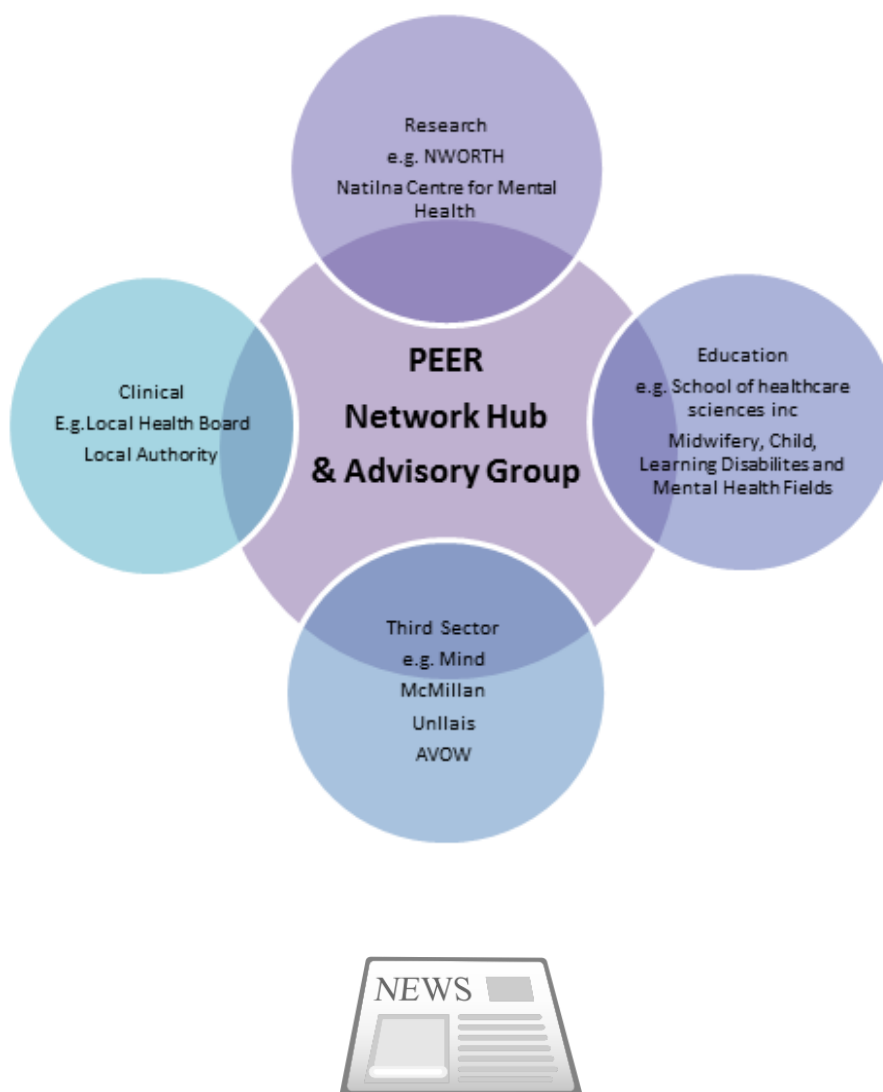 Research
e.g. NWORTH
Natilna Centre for Mental
Health
PEER
Network Hub
& Advisory Group
Clinical
E.g.Local Health Board
Local Authority
Education
e.g. School of healthcare
sciences inc
Midwifery, Child,
Learning Disabilites and
Mental Health Fields
Third Sector
e.g. Mind
McMillan
Unllais
AVOW
NEWS